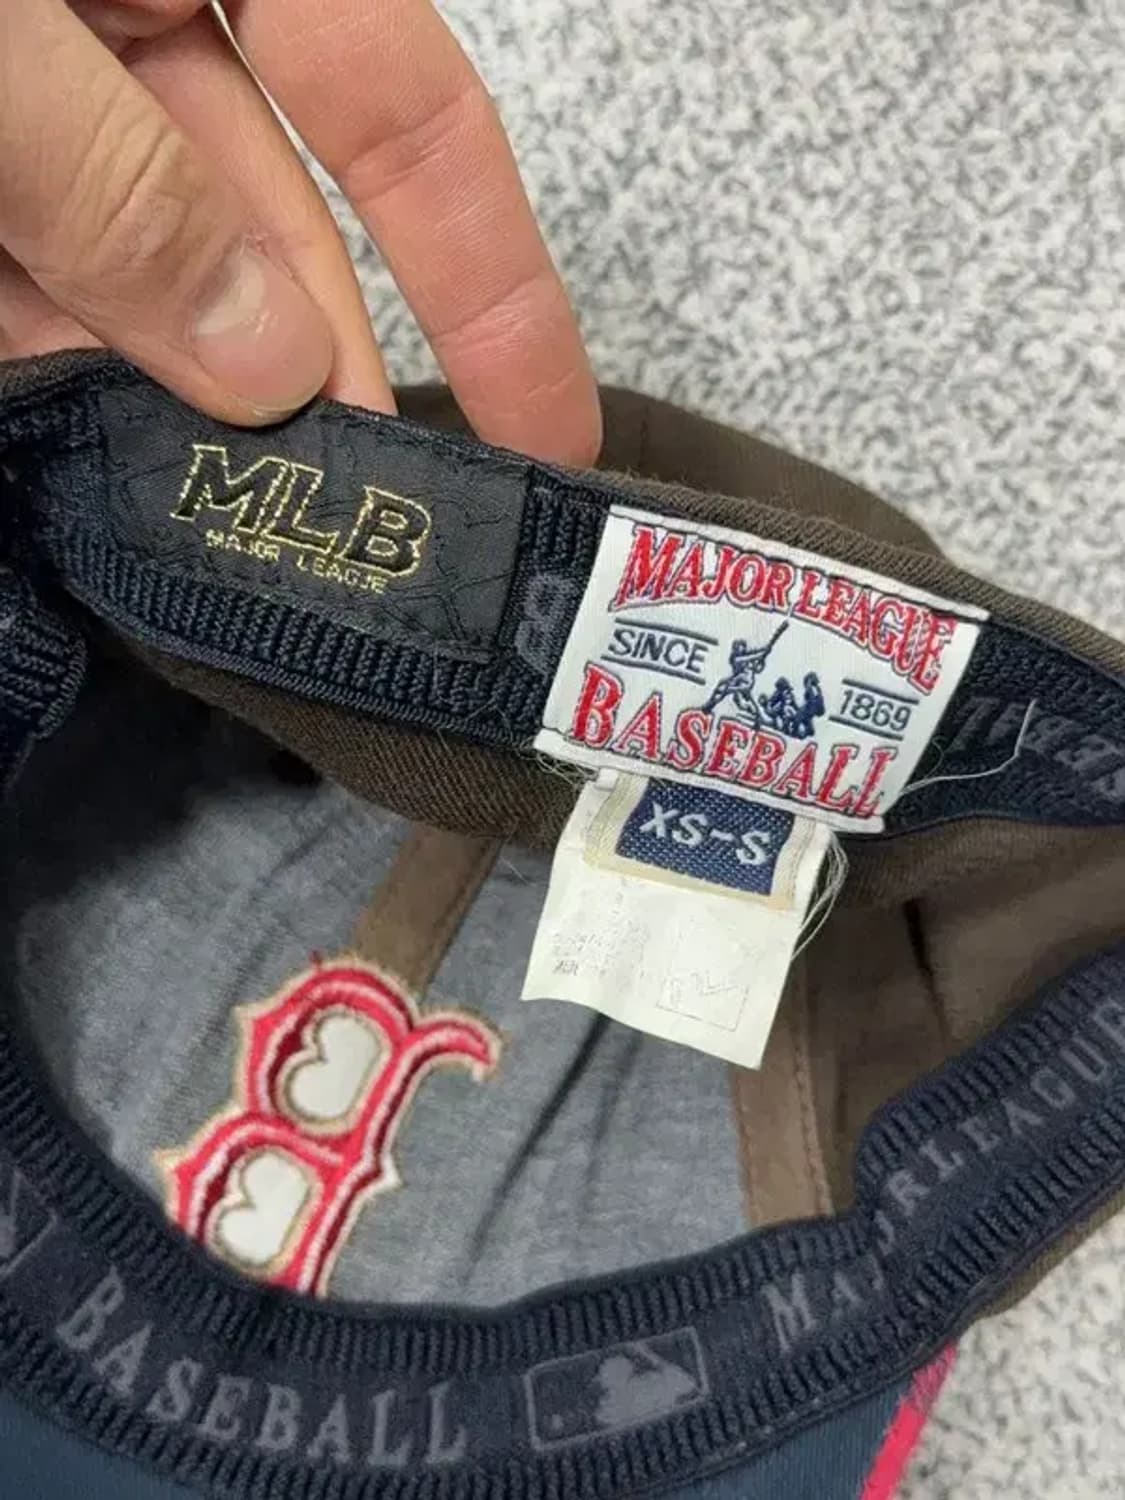 MLB
MAJOR LEAGUE
MAJOR LEAGUE
SINCE 1869
BASEBALL
XS-S
B
MAJOR LEAGUE
BASEBALL